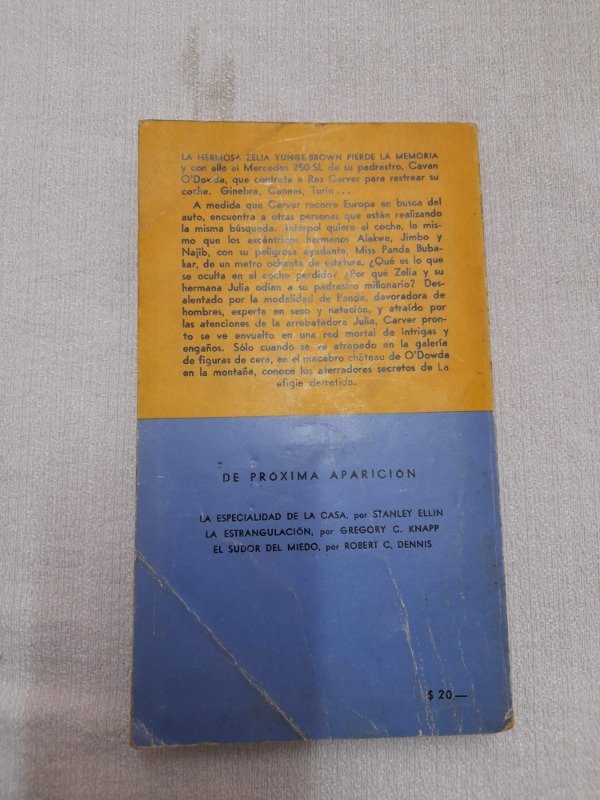 LA HERMOSA ZELIA YUNGE-BROWN PIERDE LA MEMORIA
y con ella el Mercedes 250 SL de su padrastro, Cavan
O'Dowda, que contrata a Rex Carver para rastrear su
coche. Ginebra, Cannes, Turín...
A medida que Carver recorre Europa en busca del
auto, encuentra a otras personas que están realizando
la misma búsqueda. Interpol quiere el coche, lo mis-
mo que los excéntricos hermanos Alakwe, Jimbo y
Najib, con su peligrosa ayudante, Miss Panda Buba-
kar, de un metro ochenta de estatura. ¿Qué es lo que
se oculta en el coche perdido? ¿Por qué Zelia y su
hermana Julia odian a su padrastro millonario? Des-
alentado por la modalidad de Panda, devoradora de
hombres, experta en sexo y natación, y atraído por
las atenciones de la arrebatadora Julia, Carver pron-
to se ve envuelto en una red mortal de intrigas y
engaños. Sólo cuando se ve atrapado en la galería
de figuras de cera, en el macabro château de O'Dowda
en la montaña, conoce los aterradores secretos de La
efigie derretida.
DE PRÓXIMA APARICIÓN
LA ESPECIALIDAD DE LA CASA, por STANLEY ELLIN
LA ESTRANGULACIÓN, por GREGORY C. KNAPP
EL SUDOR DEL MIEDO, por ROBERT C. DENNIS
$ 20—